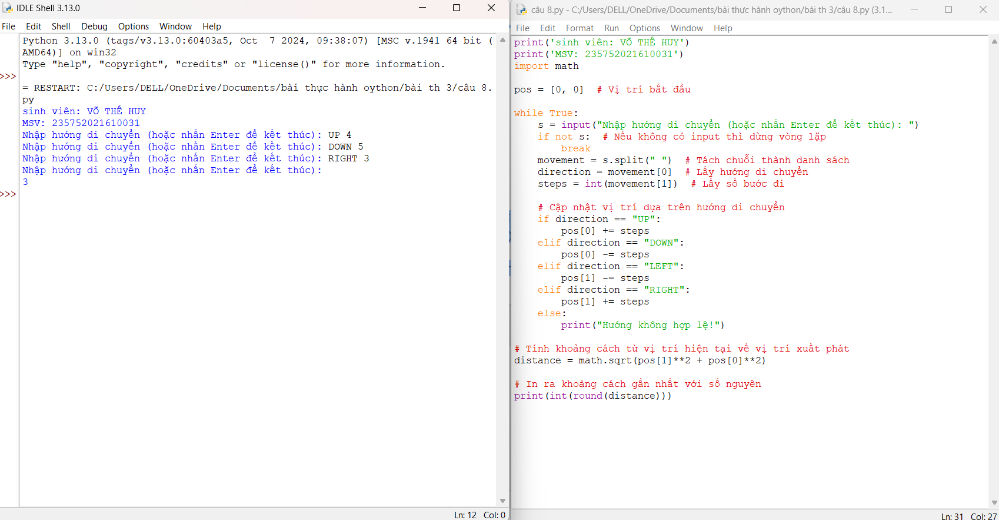 IDLE Shell 3.13.0
File Edit Shell Debug Options Window Help
Python 3.13.0 (tags/v3.13.0:60403a5, Oct  7 2024, 09:38:07) [MSC v.1941 64 bit (
AMD64)] on win32
Type "help", "copyright", "credits" or "license()" for more information.
>>>
= RESTART: C:/Users/DELL/OneDrive/Documents/bài thực hành oython/bài th 3/câu 8.
py
sinh viên: VÕ THẾ HUY
MSV: 235752021610031
Nhập hướng di chuyển (hoặc nhấn Enter để kết thúc): UP 4
Nhập hướng di chuyển (hoặc nhấn Enter để kết thúc): DOWN 5
Nhập hướng di chuyển (hoặc nhấn Enter để kết thúc): RIGHT 3
Nhập hướng di chuyển (hoặc nhấn Enter để kết thúc):
3
>>>
Ln: 12 Col: 0
câu 8.py - C:/Users/DELL/OneDrive/Documents/bài thực hành oython/bài th 3/câu 8.py (3.1...
File Edit Format Run Options Window Help
print('sinh viên: VÕ THẾ HUY')
print('MSV: 235752021610031')
import math
pos = [0, 0]  # Vị trí bắt đầu
while True:
    s = input("Nhập hướng di chuyển (hoặc nhấn Enter để kết thúc): ")
    if not s:  # Nếu không có input thì dừng vòng lặp
        break
    movement = s.split(" ")  # Tách chuỗi thành danh sách
    direction = movement[0]  # Lấy hướng di chuyển
    steps = int(movement[1])  # Lấy số bước đi
    # Cập nhật vị trí dựa trên hướng di chuyển
    if direction == "UP":
        pos[0] += steps
    elif direction == "DOWN":
        pos[0] -= steps
    elif direction == "LEFT":
        pos[1] -= steps
    elif direction == "RIGHT":
        pos[1] += steps
    else:
        print("Hướng không hợp lệ!")
# Tính khoảng cách từ vị trí hiện tại về vị trí xuất phát
distance = math.sqrt(pos[1]**2 + pos[0]**2)
# In ra khoảng cách gần nhất với số nguyên
print(int(round(distance)))
Ln: 31 Col: 27